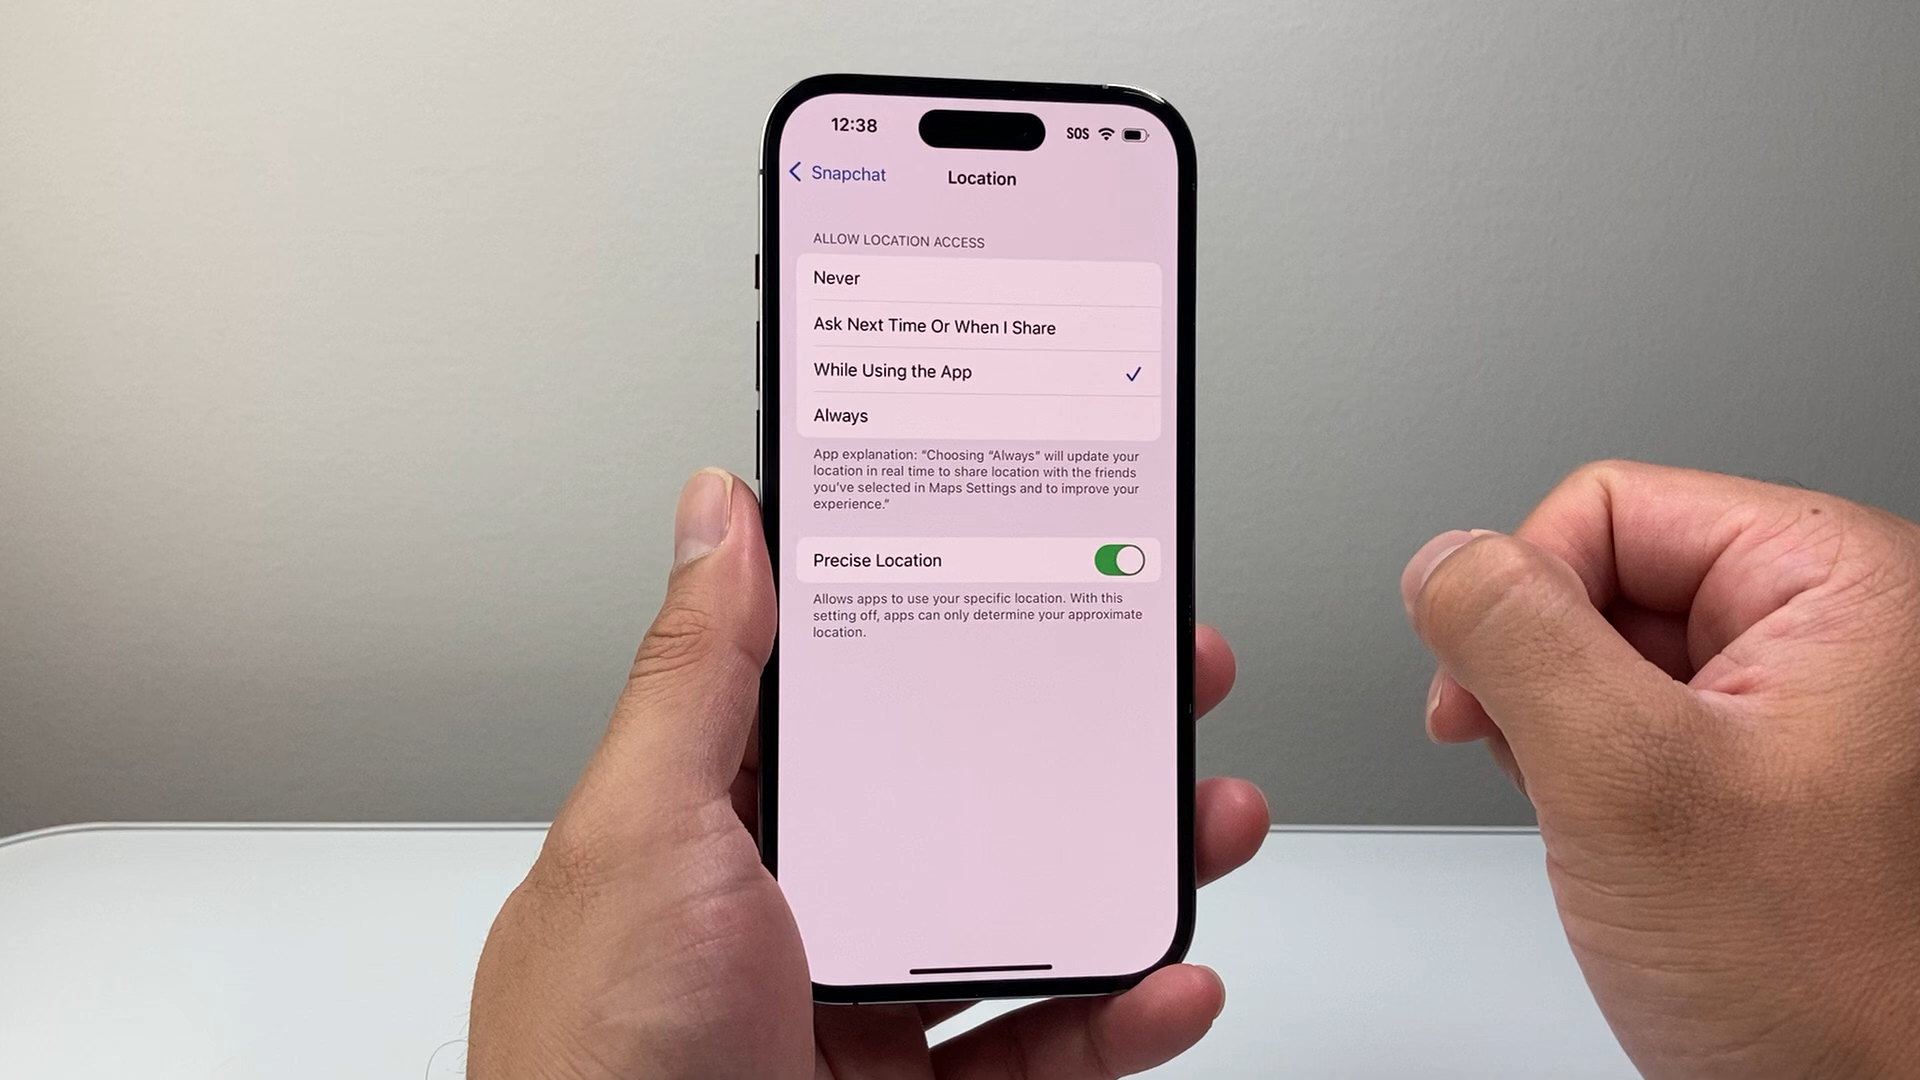 12:38
SOS
Snapchat
Location
ALLOW LOCATION ACCESS
Never
Ask Next Time Or When I Share
While Using the App
Always
App explanation: “Choosing “Always” will update your
location in real time to share location with the friends
you’ve selected in Maps Settings and to improve your
experience.”
Precise Location
Allows apps to use your specific location. With this
setting off, apps can only determine your approximate
location.